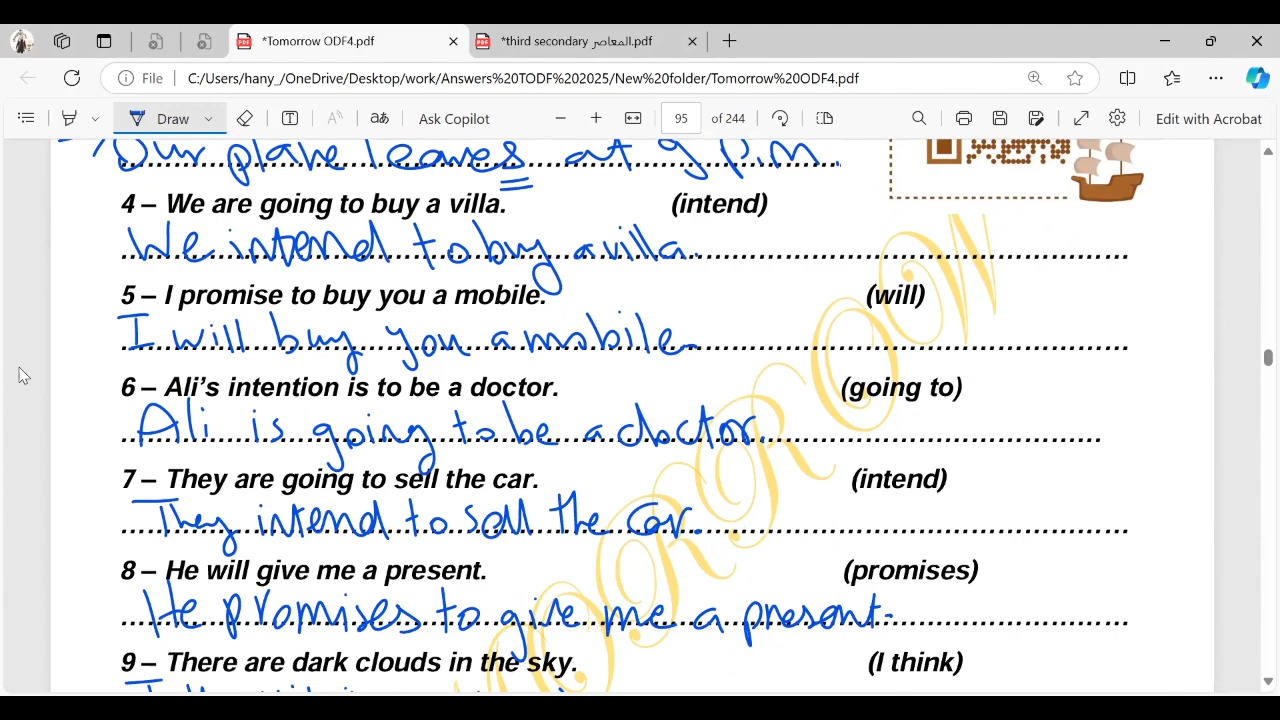 *Tomorrow ODF4.pdf
*third secondary المعاصر.pdf
File
C:/Users/hany_/OneDrive/Desktop/work/Answers%20TODF%202025/New%20folder/Tomorrow%20ODF4.pdf
Draw
Ask Copilot
95 of 244
Edit with Acrobat
Our plane leaves at 9 p.m.
4 – We are going to buy a villa. (intend)
We intend to buy a villa.
5 – I promise to buy you a mobile. (will)
I will buy you a mobile.
6 – Ali’s intention is to be a doctor. (going to)
Ali is going to be a doctor.
7 – They are going to sell the car. (intend)
They intend to sell the car.
8 – He will give me a present. (promises)
He promises to give me a present.
9 – There are dark clouds in the sky. (I think)
TOMORROW